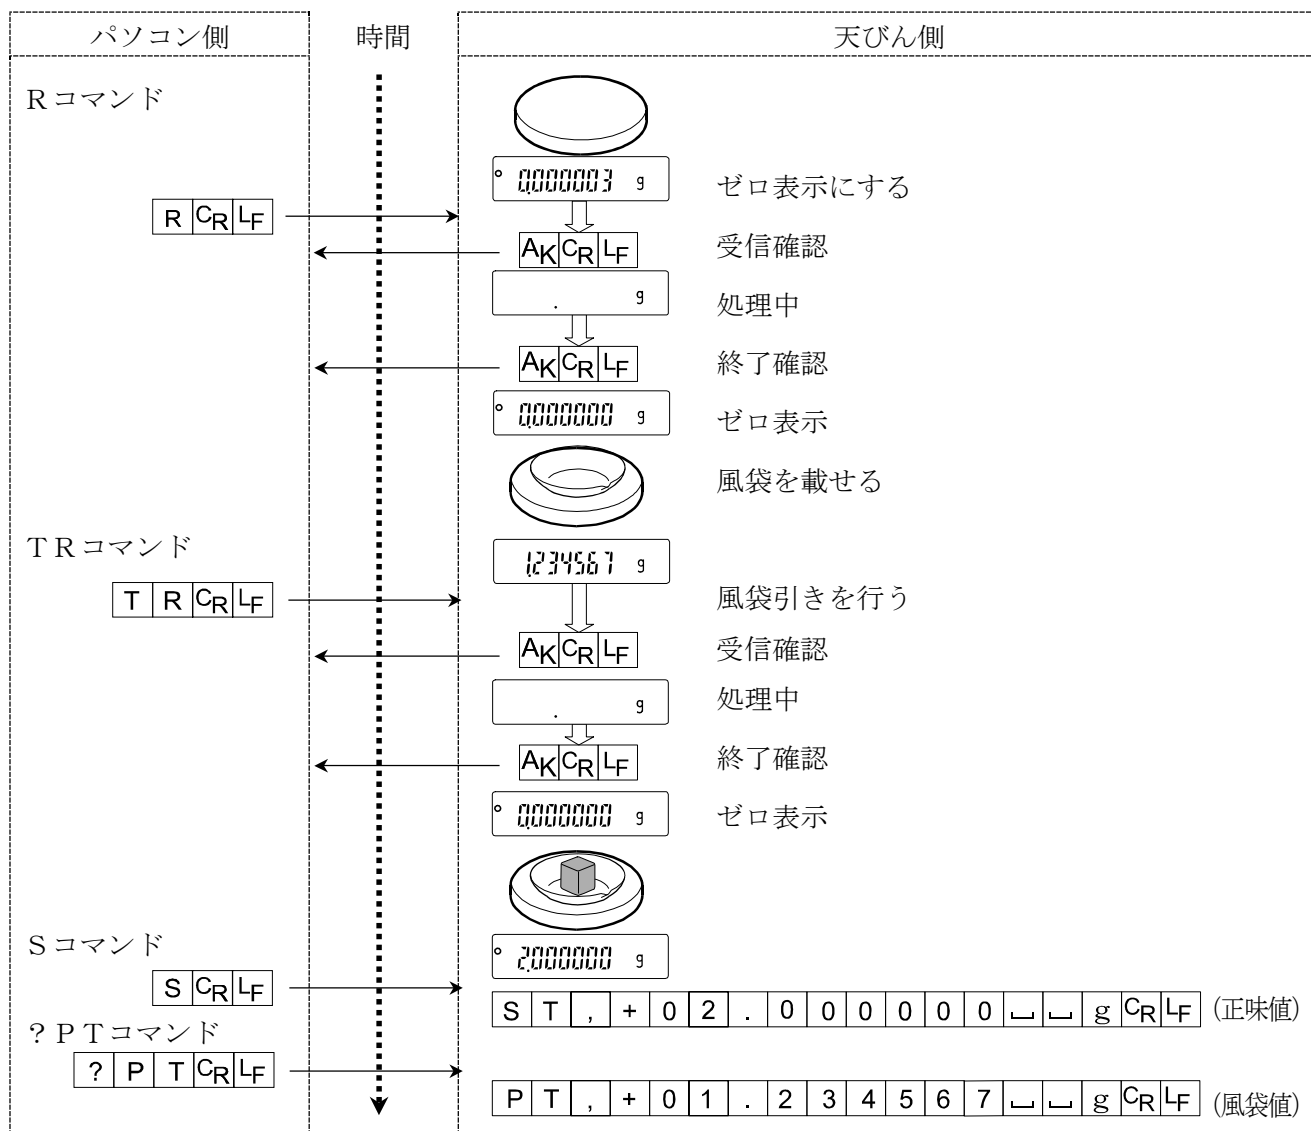 パソコン側 時間 天びん側
Ｒコマンド
0.000003 g ゼロ表示にする
R CR LF
AK CR LF 受信確認
. g 処理中
AK CR LF 終了確認
0.000000 g ゼロ表示
風袋を載せる
ＴＲコマンド
1.234567 g
T R CR LF 風袋引きを行う
AK CR LF 受信確認
. g 処理中
AK CR LF 終了確認
0.000000 g ゼロ表示
Ｓコマンド
2.000000 g
S CR LF
S T , + 0 2 . 0 0 0 0 0 0 ⎵ ⎵ g CR LF (正味値)
？ＰＴコマンド
? P T CR LF
P T , + 0 1 . 2 3 4 5 6 7 ⎵ ⎵ g CR LF (風袋値)